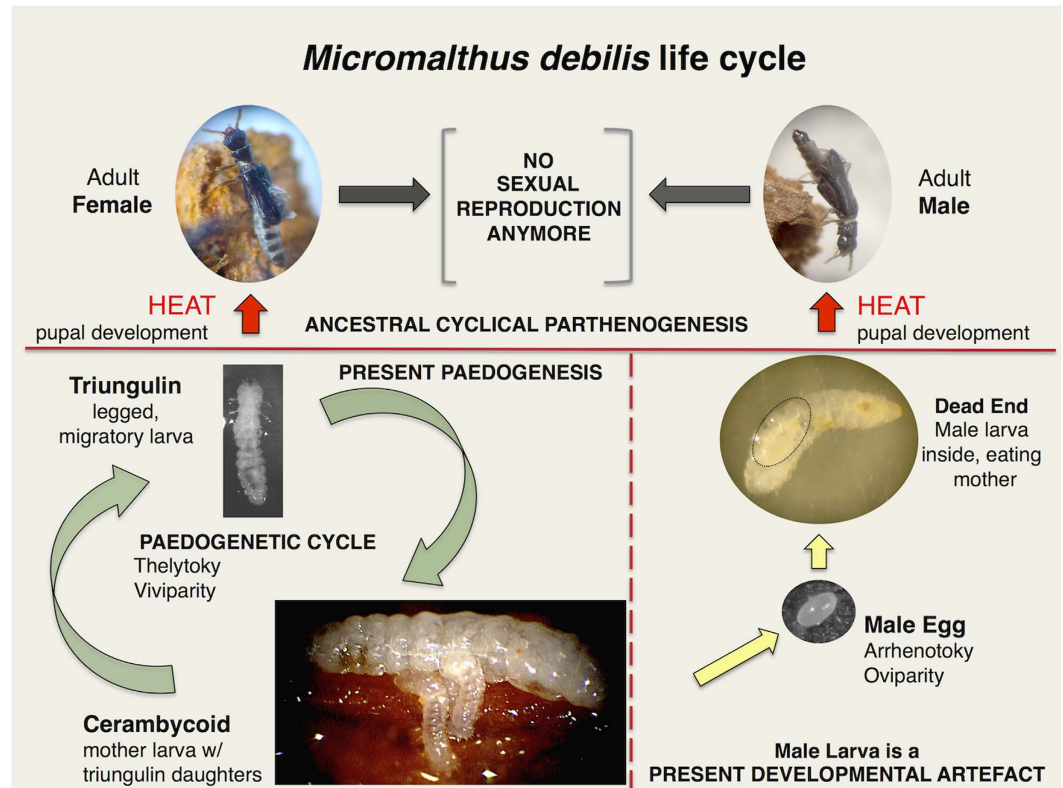 Micromalthus debilis life cycle
Adult
Female
NO
SEXUAL
REPRODUCTION
ANYMORE
Adult
Male
HEAT
pupal development
ANCESTRAL CYCLICAL PARTHENOGENESIS
HEAT
pupal development
PRESENT PAEDOGENESIS
Triungulin
legged,
migratory larva
Dead End
Male larva
inside, eating
mother
PAEDOGENETIC CYCLE
Thelytoky
Viviparity
Male Egg
Arrhenotoky
Oviparity
Cerambycoid
mother larva w/
triungulin daughters
Male Larva is a
PRESENT DEVELOPMENTAL ARTEFACT